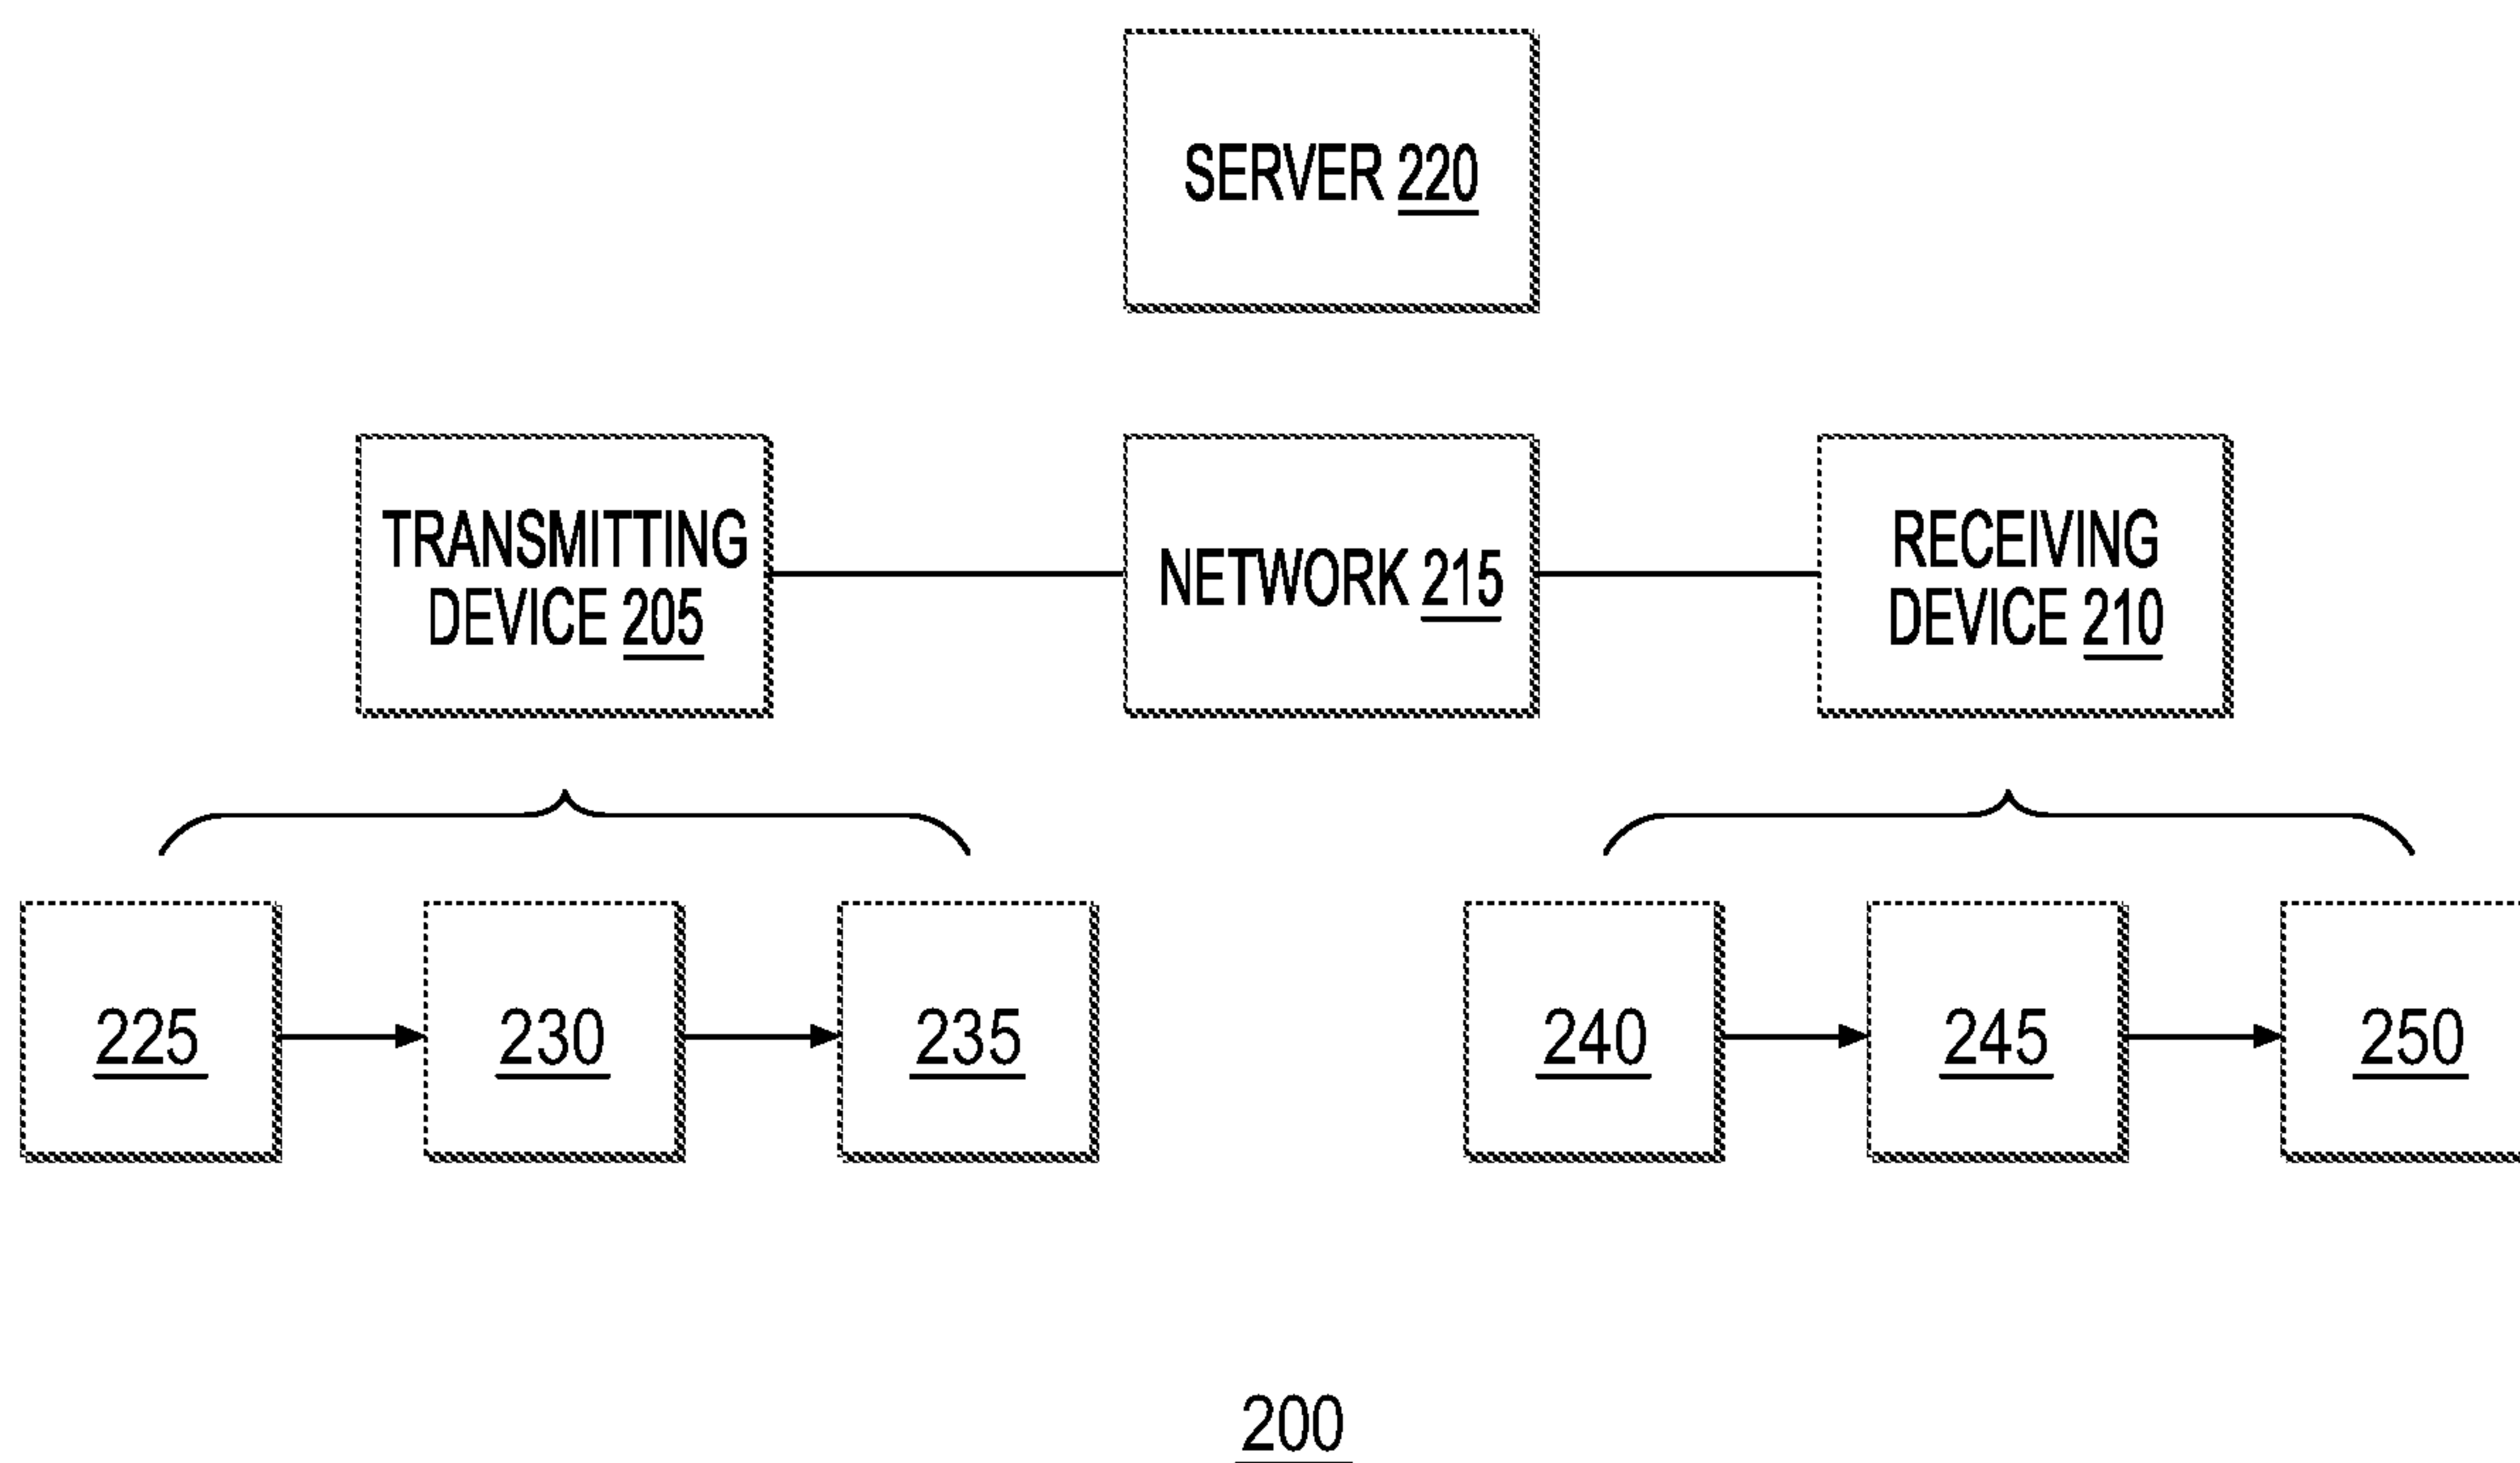 SERVER 220
TRANSMITTING
DEVICE 205
NETWORK 215
RECEIVING
DEVICE 210
225
230
235
240
245
250
200